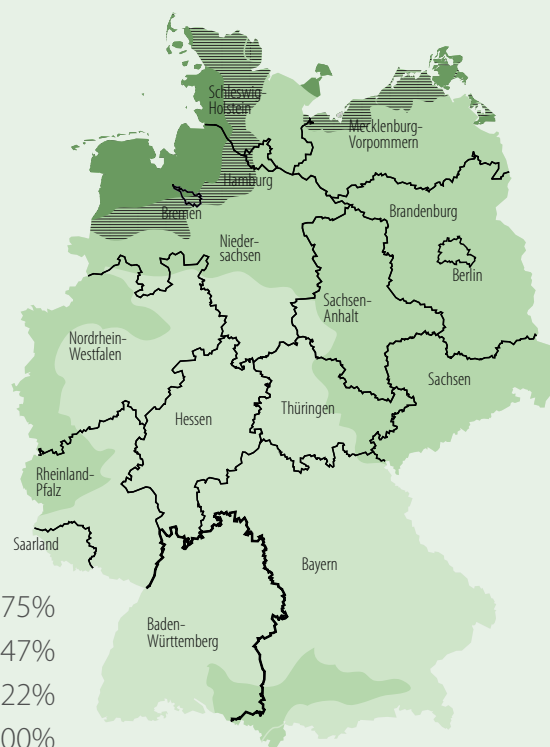 Schleswig-
Holstein
Mecklenburg-
Vorpommern
Hamburg
Bremen
Brandenburg
Nieder-
sachsen
Berlin
Sachsen-
Anhalt
Nordrhein-
Westfalen
Sachsen
Hessen
Thüringen
Rheinland-
Pfalz
Saarland
Bayern
75%
Baden-
Württemberg
47%
22%
00%